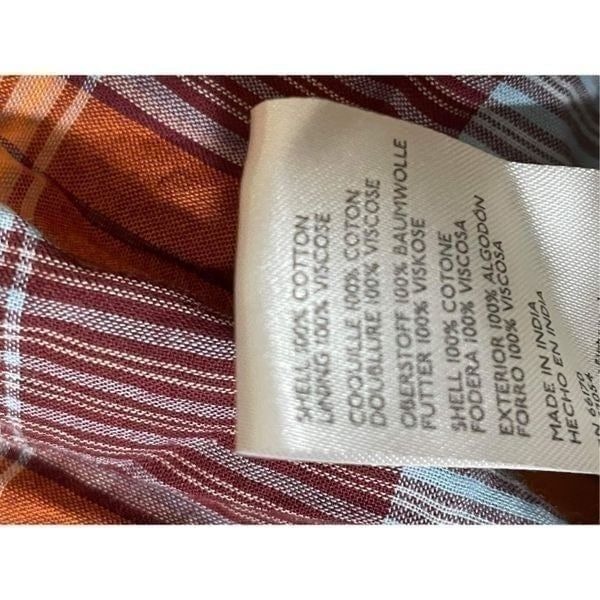 SHELL 100% COTTON
LINING 100% VISCOSE
COQUILLE 100% COTON
DOUBLURE 100% VISCOSE
OBERSTOFF 100% BAUMWOLLE
FUTTER 100% VISKOSE
SHELL 100% COTONE
FODERA 100% VISCOSA
EXTERIOR 100% ALGODÓN
FORRO 100% VISCOSA
MADE IN INDIA
HECHO EN INDIA